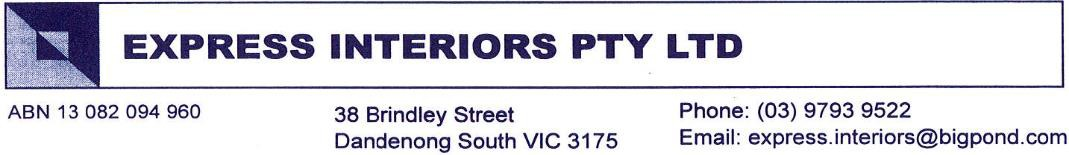 EXPRESS INTERIORS PTY LTD
ABN 13 082 094 960
38 Brindley Street
Dandenong South VIC 3175
Phone: (03) 9793 9522
Email: express.interiors@bigpond.com